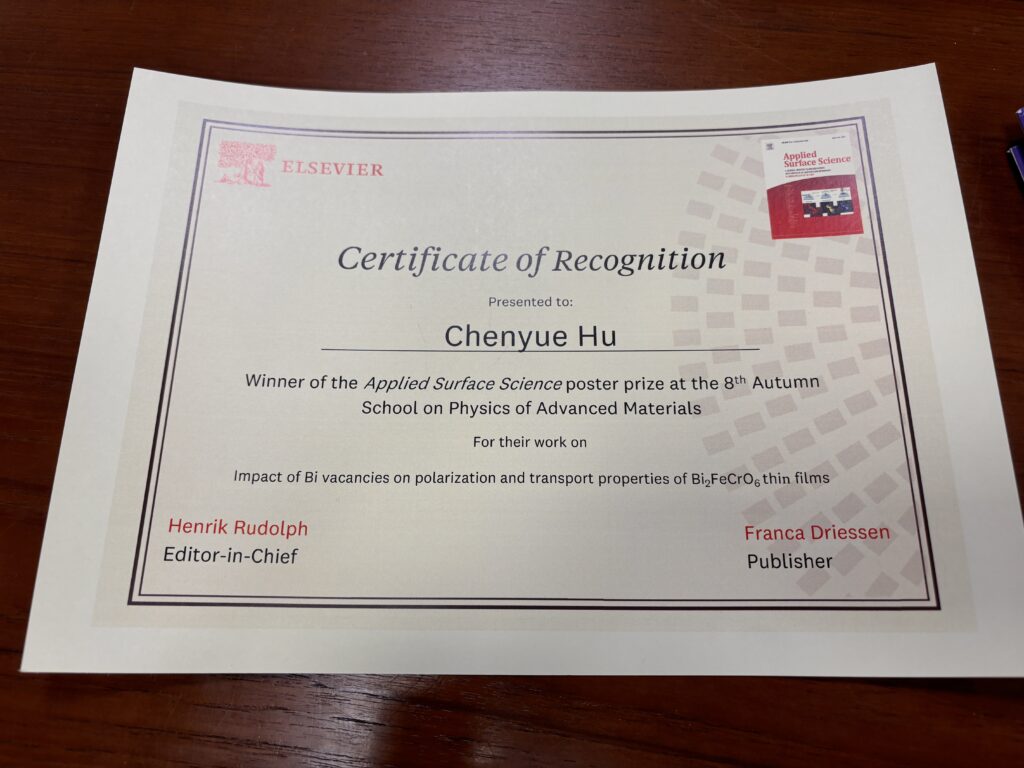 ELSEVIER
Applied
Surface Science
Certificate of Recognition
Presented to:
Chenyue Hu
Winner of the Applied Surface Science poster prize at the 8th Autumn
School on Physics of Advanced Materials
For their work on
Impact of Bi vacancies on polarization and transport properties of Bi₂FeCrO₆ thin films
Henrik Rudolph
Editor-in-Chief
Franca Driessen
Publisher